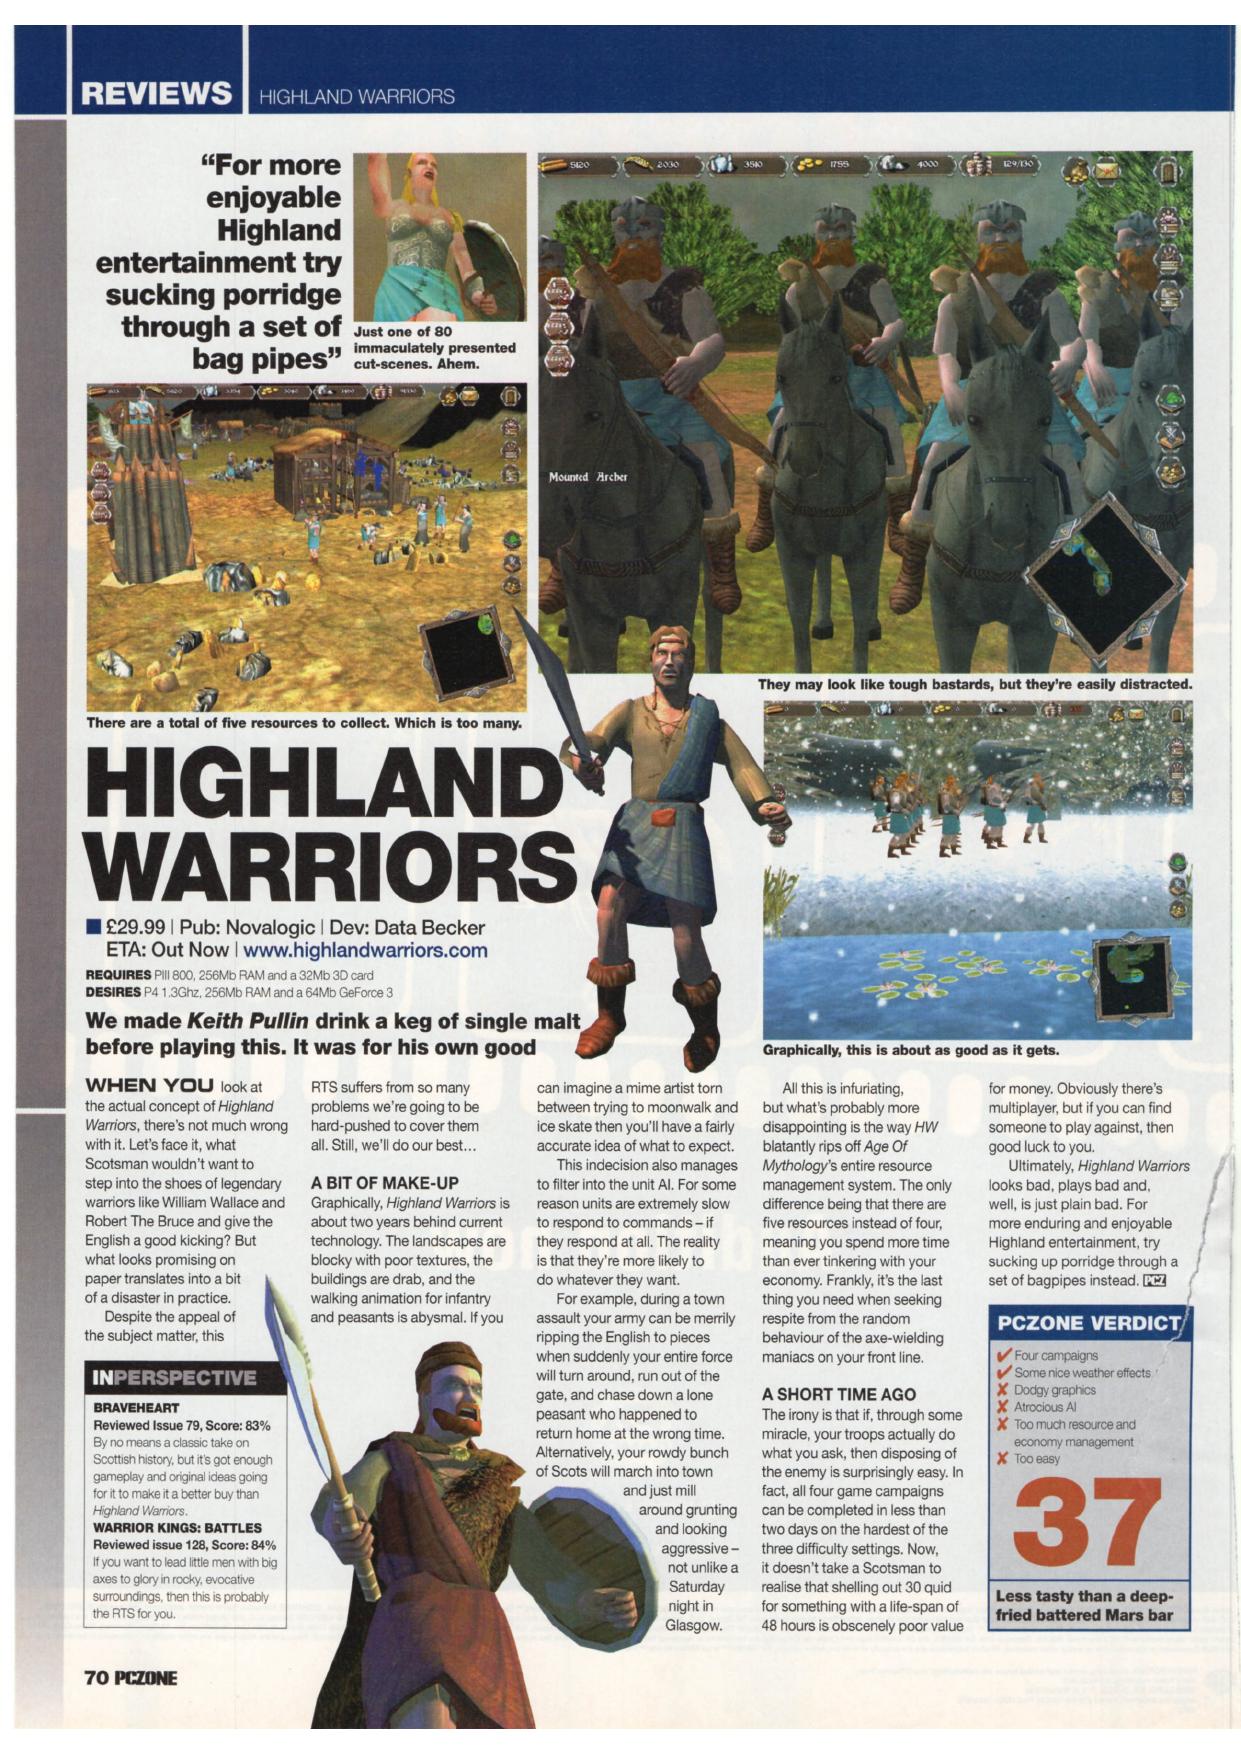 REVIEWS
HIGHLAND WARRIORS
“For more
enjoyable
Highland
entertainment try
sucking porridge
through a set of
bag pipes”
Just one of 80
immaculately presented
cut-scenes. Ahem.
5120
2030
3510
1755
4000
129/130
Mounted Archer
They may look like tough bastards, but they're easily distracted.
There are a total of five resources to collect. Which is too many.
HIGHLAND
WARRIORS
£29.99 | Pub: Novalogic | Dev: Data Becker
ETA: Out Now | www.highlandwarriors.com
REQUIRES PIII 800, 256Mb RAM and a 32Mb 3D card
DESIRES P4 1.3Ghz, 256Mb RAM and a 64Mb GeForce 3
We made Keith Pullin drink a keg of single malt
before playing this. It was for his own good
Graphically, this is about as good as it gets.
WHEN YOU look at
the actual concept of Highland
Warriors, there's not much wrong
with it. Let's face it, what
Scotsman wouldn't want to
step into the shoes of legendary
warriors like William Wallace and
Robert The Bruce and give the
English a good kicking? But
what looks promising on
paper translates into a bit
of a disaster in practice.
Despite the appeal of
the subject matter, this
RTS suffers from so many
problems we're going to be
hard-pushed to cover them
all. Still, we'll do our best...
A BIT OF MAKE-UP
Graphically, Highland Warriors is
about two years behind current
technology. The landscapes are
blocky with poor textures, the
buildings are drab, and the
walking animation for infantry
and peasants is abysmal. If you
can imagine a mime artist torn
between trying to moonwalk and
ice skate then you'll have a fairly
accurate idea of what to expect.
This indecision also manages
to filter into the unit AI. For some
reason units are extremely slow
to respond to commands – if
they respond at all. The reality
is that they're more likely to
do whatever they want.
For example, during a town
assault your army can be merrily
ripping the English to pieces
when suddenly your entire force
will turn around, run out of the
gate, and chase down a lone
peasant who happened to
return home at the wrong time.
Alternatively, your rowdy bunch
of Scots will march into town
and just mill
around grunting
and looking
aggressive –
not unlike a
Saturday
night in
Glasgow.
All this is infuriating,
but what's probably more
disappointing is the way HW
blatantly rips off Age Of
Mythology's entire resource
management system. The only
difference being that there are
five resources instead of four,
meaning you spend more time
than ever tinkering with your
economy. Frankly, it's the last
thing you need when seeking
respite from the random
behaviour of the axe-wielding
maniacs on your front line.
A SHORT TIME AGO
The irony is that if, through some
miracle, your troops actually do
what you ask, then disposing of
the enemy is surprisingly easy. In
fact, all four game campaigns
can be completed in less than
two days on the hardest of the
three difficulty settings. Now,
it doesn't take a Scotsman to
realise that shelling out 30 quid
for something with a life-span of
48 hours is obscenely poor value
for money. Obviously there's
multiplayer, but if you can find
someone to play against, then
good luck to you.
Ultimately, Highland Warriors
looks bad, plays bad and,
well, is just plain bad. For
more enduring and enjoyable
Highland entertainment, try
sucking up porridge through a
set of bagpipes instead. PCZ
INPERSPECTIVE
BRAVEHEART
Reviewed Issue 79, Score: 83%
By no means a classic take on
Scottish history, but it's got enough
gameplay and original ideas going
for it to make it a better buy than
Highland Warriors.
WARRIOR KINGS: BATTLES
Reviewed issue 128, Score: 84%
If you want to lead little men with big
axes to glory in rocky, evocative
surroundings, then this is probably
the RTS for you.
PCZONE VERDICT
✔ Four campaigns
✔ Some nice weather effects
✘ Dodgy graphics
✘ Atrocious AI
✘ Too much resource and
economy management
✘ Too easy
37
Less tasty than a deep-
fried battered Mars bar
70 PCZONE